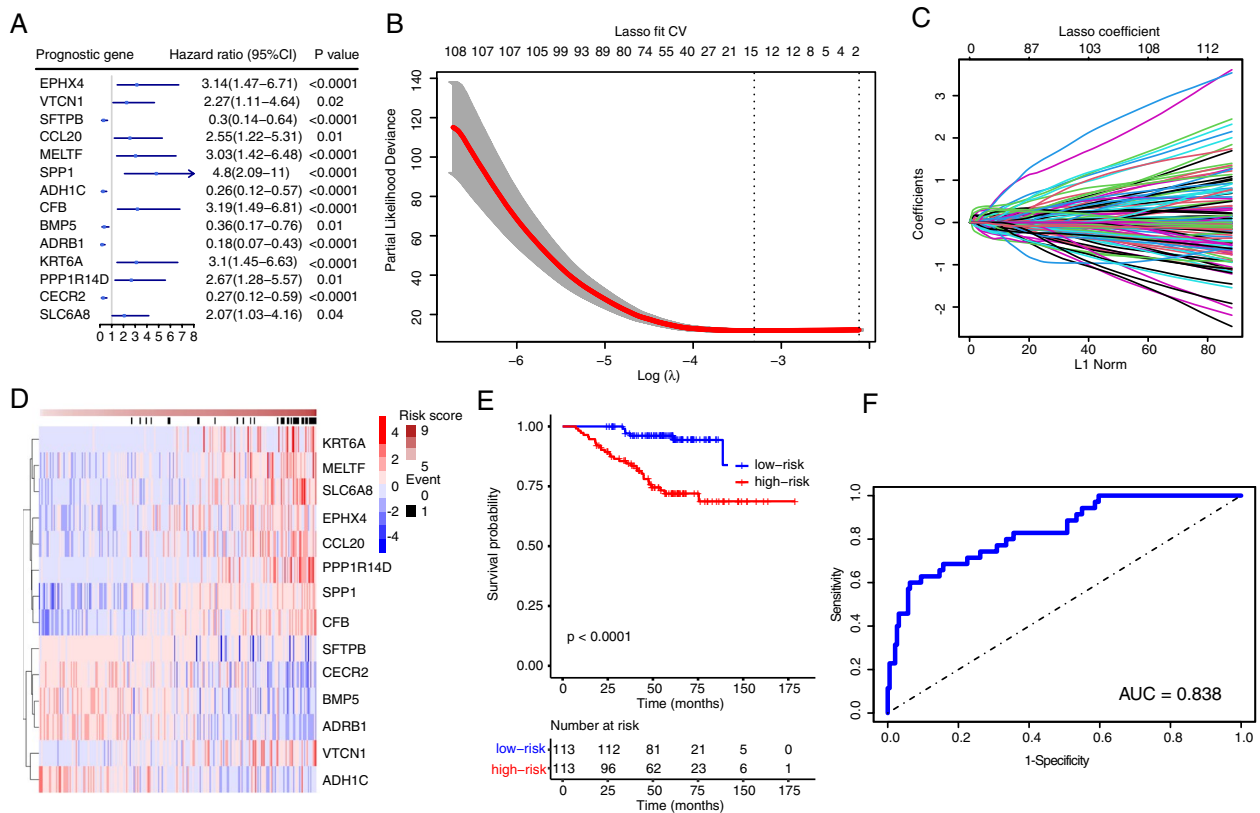 A
Prognostic gene Hazard ratio (95%CI) P value
EPHX4 3.14(1.47−6.71) <0.0001
VTCN1 2.27(1.11−4.64) 0.02
SFTPB 0.3(0.14−0.64) <0.0001
CCL20 2.55(1.22−5.31) 0.01
MELTF 3.03(1.42−6.48) <0.0001
SPP1 4.8(2.09−11) <0.0001
ADH1C 0.26(0.12−0.57) <0.0001
CFB 3.19(1.49−6.81) <0.0001
BMP5 0.36(0.17−0.76) 0.01
ADRB1 0.18(0.07−0.43) <0.0001
KRT6A 3.1(1.45−6.63) <0.0001
PPP1R14D 2.67(1.28−5.57) 0.01
CECR2 0.27(0.12−0.59) <0.0001
SLC6A8 2.07(1.03−4.16) 0.04
0 1 2 3 4 5 6 7 8
B
Lasso fit CV
108 107 107 105 99 93 89 80 74 55 40 27 21 15 12 12 8 5 4 2
Partial Likelihood Deviance
140
120
100
80
60
40
20
−6 −5 −4 −3
Log (λ)
C
Lasso coefficient
0 87 103 108 112
Coefficients
3
2
1
0
−1
−2
0 20 40 60 80
L1 Norm
D
KRT6A
MELTF
SLC6A8
EPHX4
CCL20
PPP1R14D
SPP1
CFB
SFTPB
CECR2
BMP5
ADRB1
VTCN1
ADH1C
4
2
0
−2
−4
Risk score
9
5
Event
0
1
E
Survival probability
1.00
0.75
0.50
0.25
0.00
low−risk
high−risk
p < 0.0001
0 25 50 75 150 175
Time (months)
Number at risk
low−risk 113 112 81 21 5 0
high−risk 113 96 62 23 6 1
0 25 50 75 150 175
Time (months)
F
Sensitivity
1.0
0.8
0.6
0.4
0.2
0.0
AUC = 0.838
0.0 0.2 0.4 0.6 0.8 1.0
1-Specificity